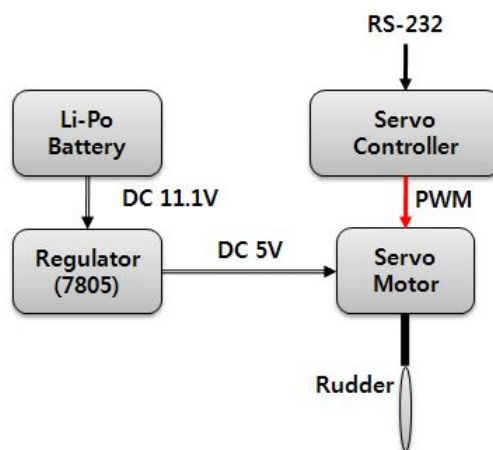 RS-232
Li-Po
Battery
Servo
Controller
DC 11.1V
PWM
Regulator
(7805)
DC 5V
Servo
Motor
Rudder